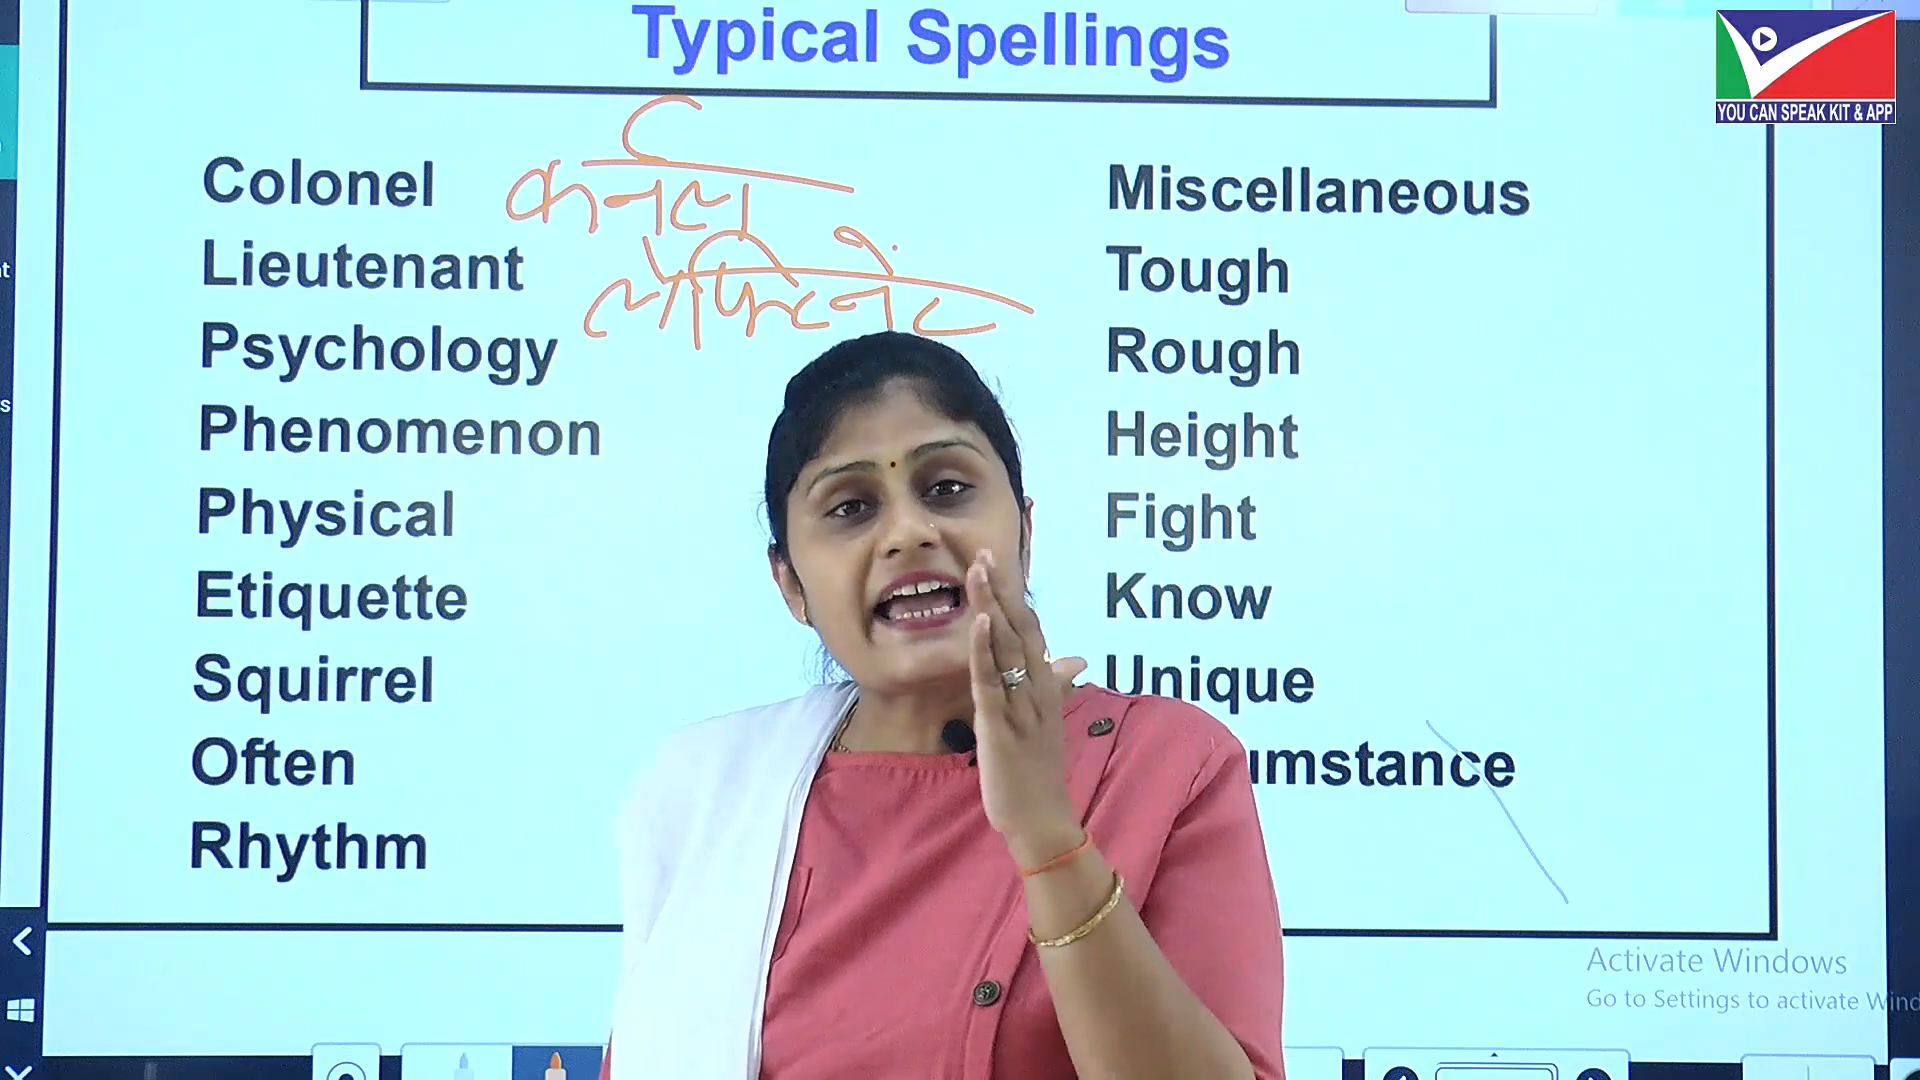 Typical Spellings
YOU CAN SPEAK KIT & APP
Colonel कर्नल
Lieutenant लेफ्टिनेंट
Psychology
Phenomenon
Physical
Etiquette
Squirrel
Often
Rhythm
Miscellaneous
Tough
Rough
Height
Fight
Know
Unique
umstance
Activate Windows
Go to Settings to activate Wind